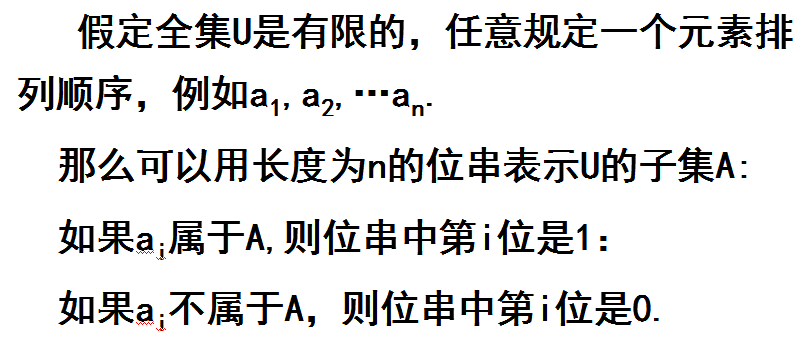 假定全集U是有限的，任意规定一个元素排
列顺序，例如a₁,a₂,…aₙ.
那么可以用长度为n的位串表示U的子集A:
如果aᵢ属于A,则位串中第i位是1：
如果aᵢ不属于A，则位串中第i位是0.